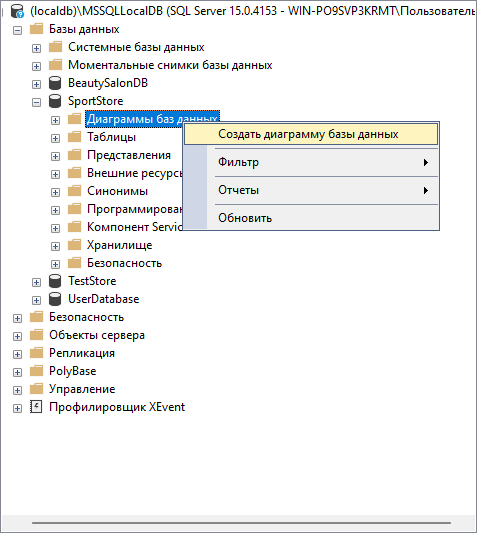 (localdb)\MSSQLLocalDB (SQL Server 15.0.4153 - WIN-PO9SVP3KRMT\Пользователь
Базы данных
Системные базы данных
Моментальные снимки базы данных
BeautySalonDB
SportStore
Диаграммы баз данных
Создать диаграмму базы данных
Таблицы
Представления
Фильтр
Внешние ресурсы
Синонимы
Отчеты
Программирован
Компонент Servic
Обновить
Хранилище
Безопасность
TestStore
UserDatabase
Безопасность
Объекты сервера
Репликация
PolyBase
Управление
Профилировщик XEvent